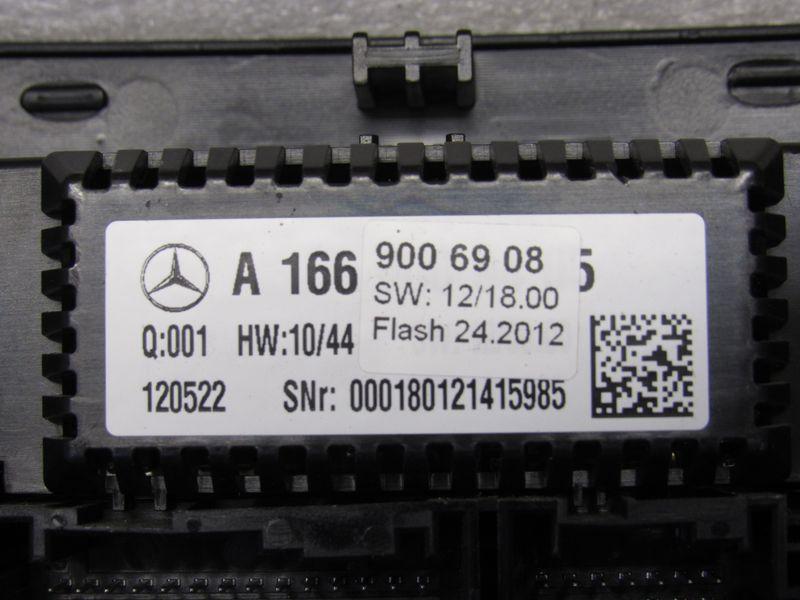 A 166 900 69 08 5
SW: 12/18.00
Q:001 HW:10/44 Flash 24.2012
120522 SNr: 000180121415985